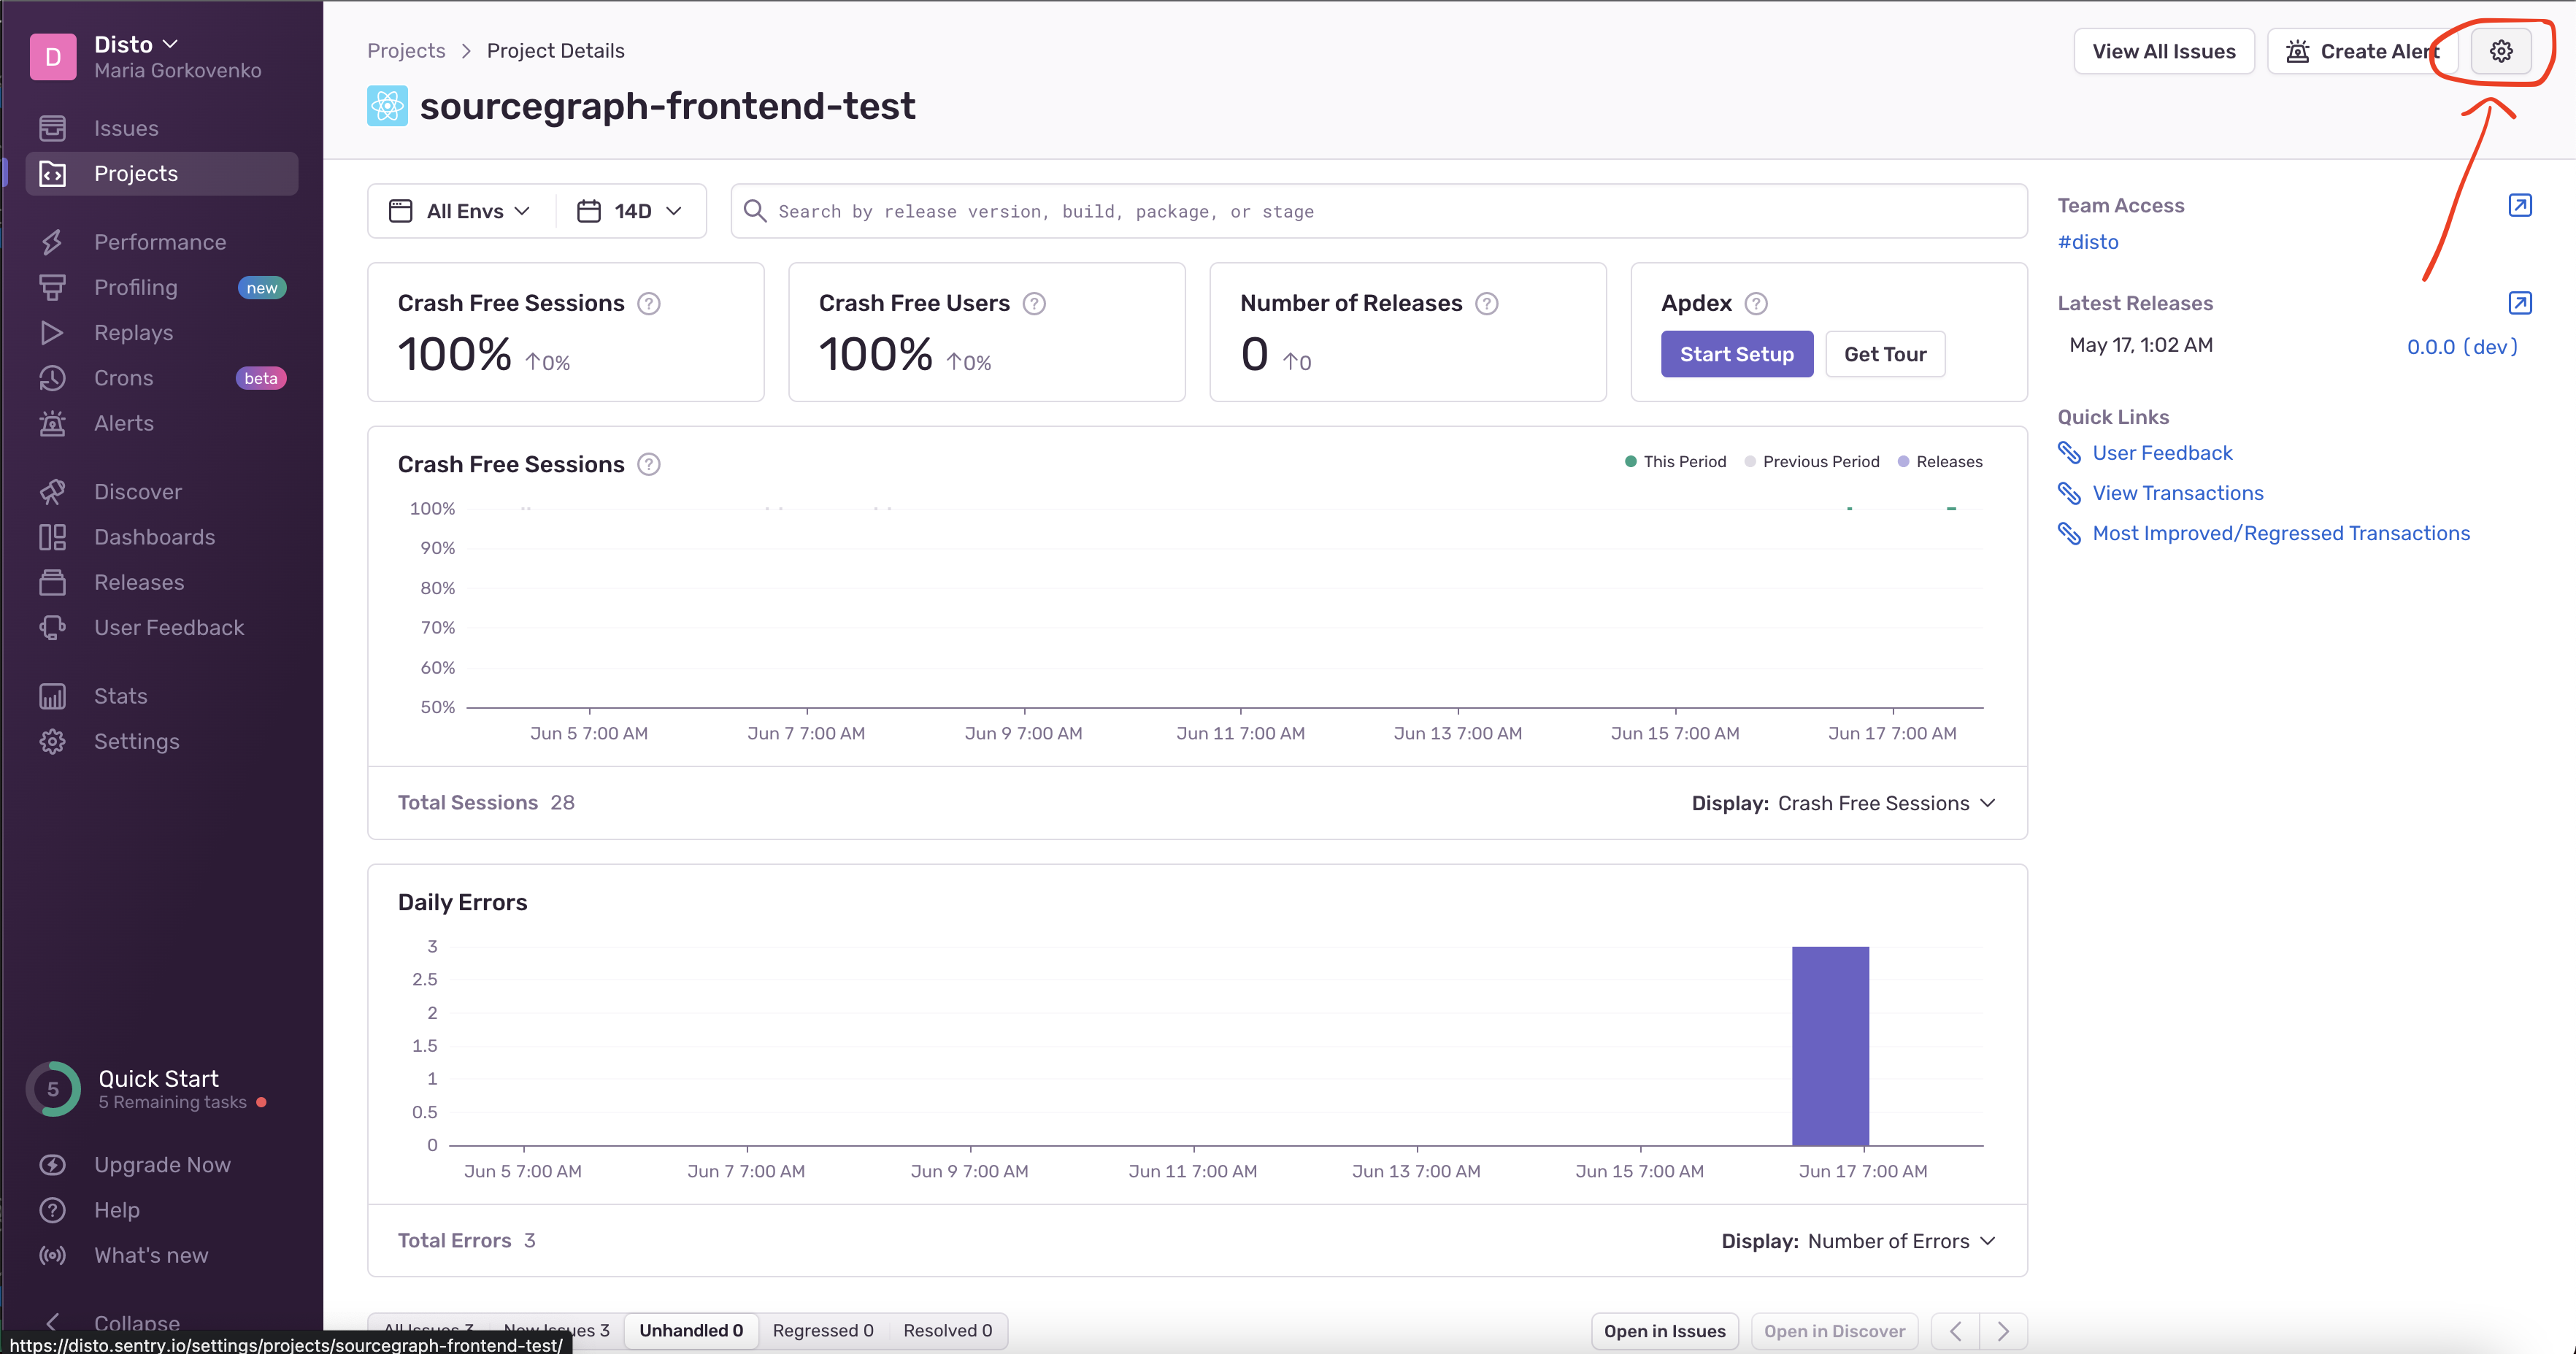 D
Disto
Maria Gorkovenko
Issues
Projects
Performance
Profiling new
Replays
Crons beta
Alerts
Discover
Dashboards
Releases
User Feedback
Stats
Settings
5
Quick Start
5 Remaining tasks
Upgrade Now
Help
What's new
Collapse
https://disto.sentry.io/settings/projects/sourcegraph-frontend-test/
Projects > Project Details
sourcegraph-frontend-test
View All Issues
Create Alert
All Envs
14D
Search by release version, build, package, or stage
Crash Free Sessions ?
100% ↑0%
Crash Free Users ?
100% ↑0%
Number of Releases ?
0 ↑0
Apdex ?
Start Setup Get Tour
Crash Free Sessions ?
This Period Previous Period Releases
100%
90%
80%
70%
60%
50%
Jun 5 7:00 AM Jun 7 7:00 AM Jun 9 7:00 AM Jun 11 7:00 AM Jun 13 7:00 AM Jun 15 7:00 AM Jun 17 7:00 AM
Total Sessions 28
Display: Crash Free Sessions
Daily Errors
3
2.5
2
1.5
1
0.5
0
Jun 5 7:00 AM Jun 7 7:00 AM Jun 9 7:00 AM Jun 11 7:00 AM Jun 13 7:00 AM Jun 15 7:00 AM Jun 17 7:00 AM
Total Errors 3
Display: Number of Errors
All Issues 3 New Issues 3 Unhandled 0 Regressed 0 Resolved 0
Open in Issues Open in Discover
Team Access
#disto
Latest Releases
May 17, 1:02 AM 0.0.0 (dev)
Quick Links
User Feedback
View Transactions
Most Improved/Regressed Transactions